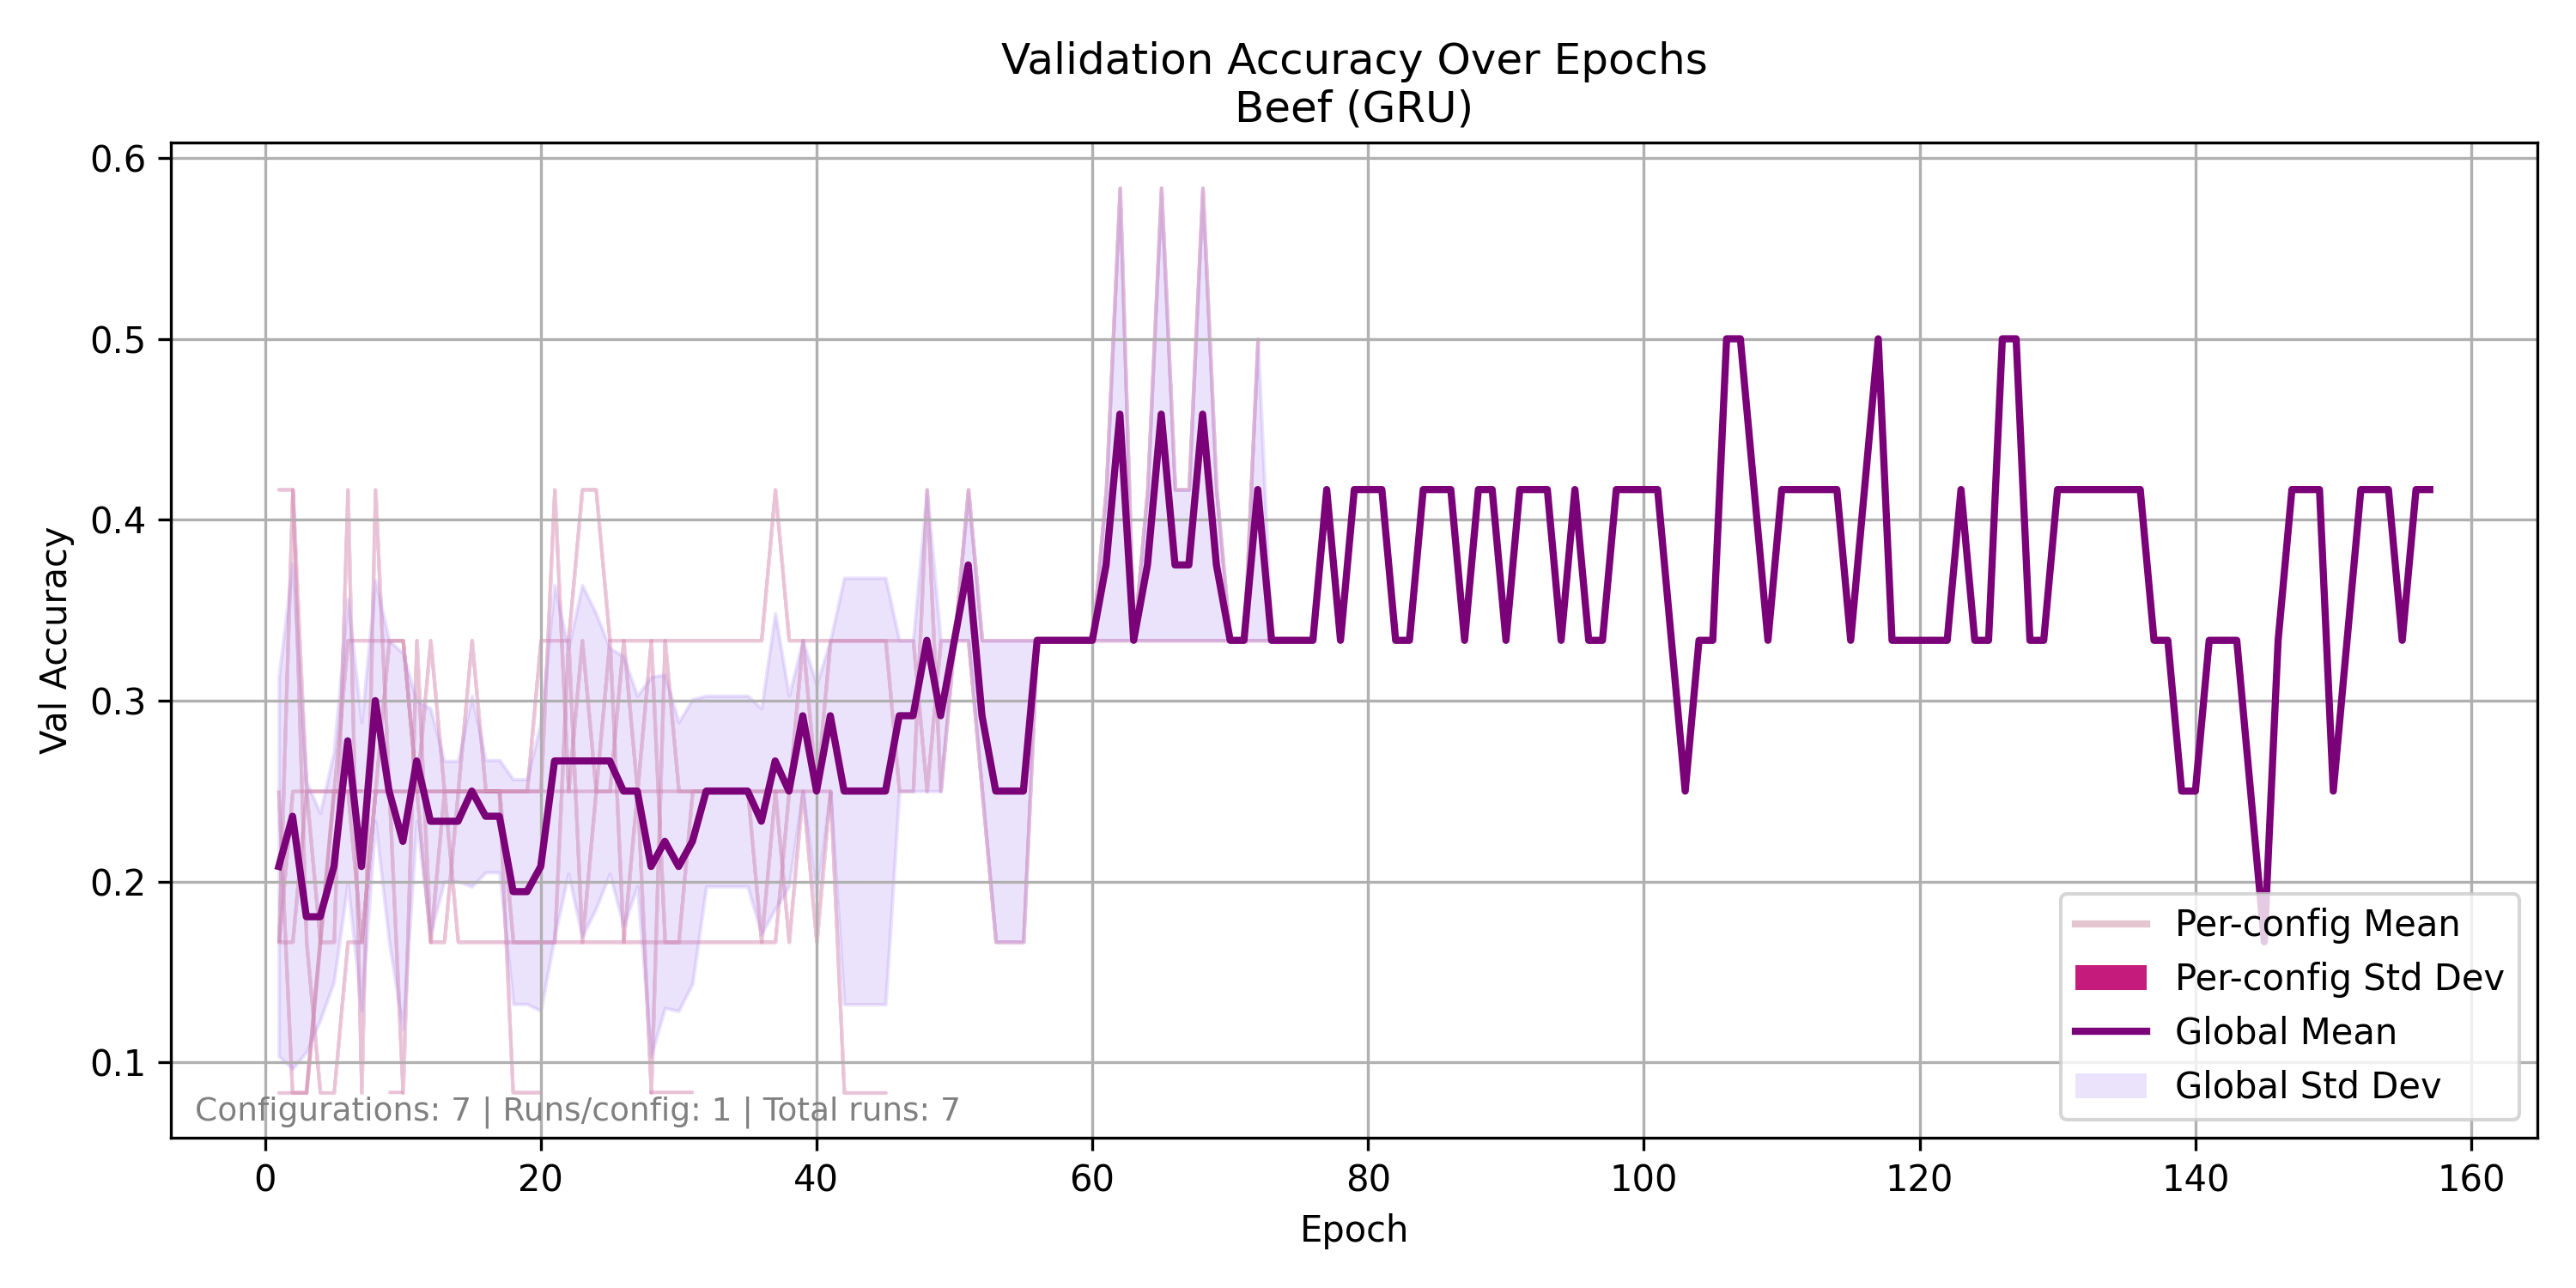 Validation Accuracy Over Epochs
Beef (GRU)
Val Accuracy
0.6
0.5
0.4
0.3
0.2
0.1
Configurations: 7 | Runs/config: 1 | Total runs: 7
Per-config Mean
Per-config Std Dev
Global Mean
Global Std Dev
0 20 40 60 80 100 120 140 160
Epoch